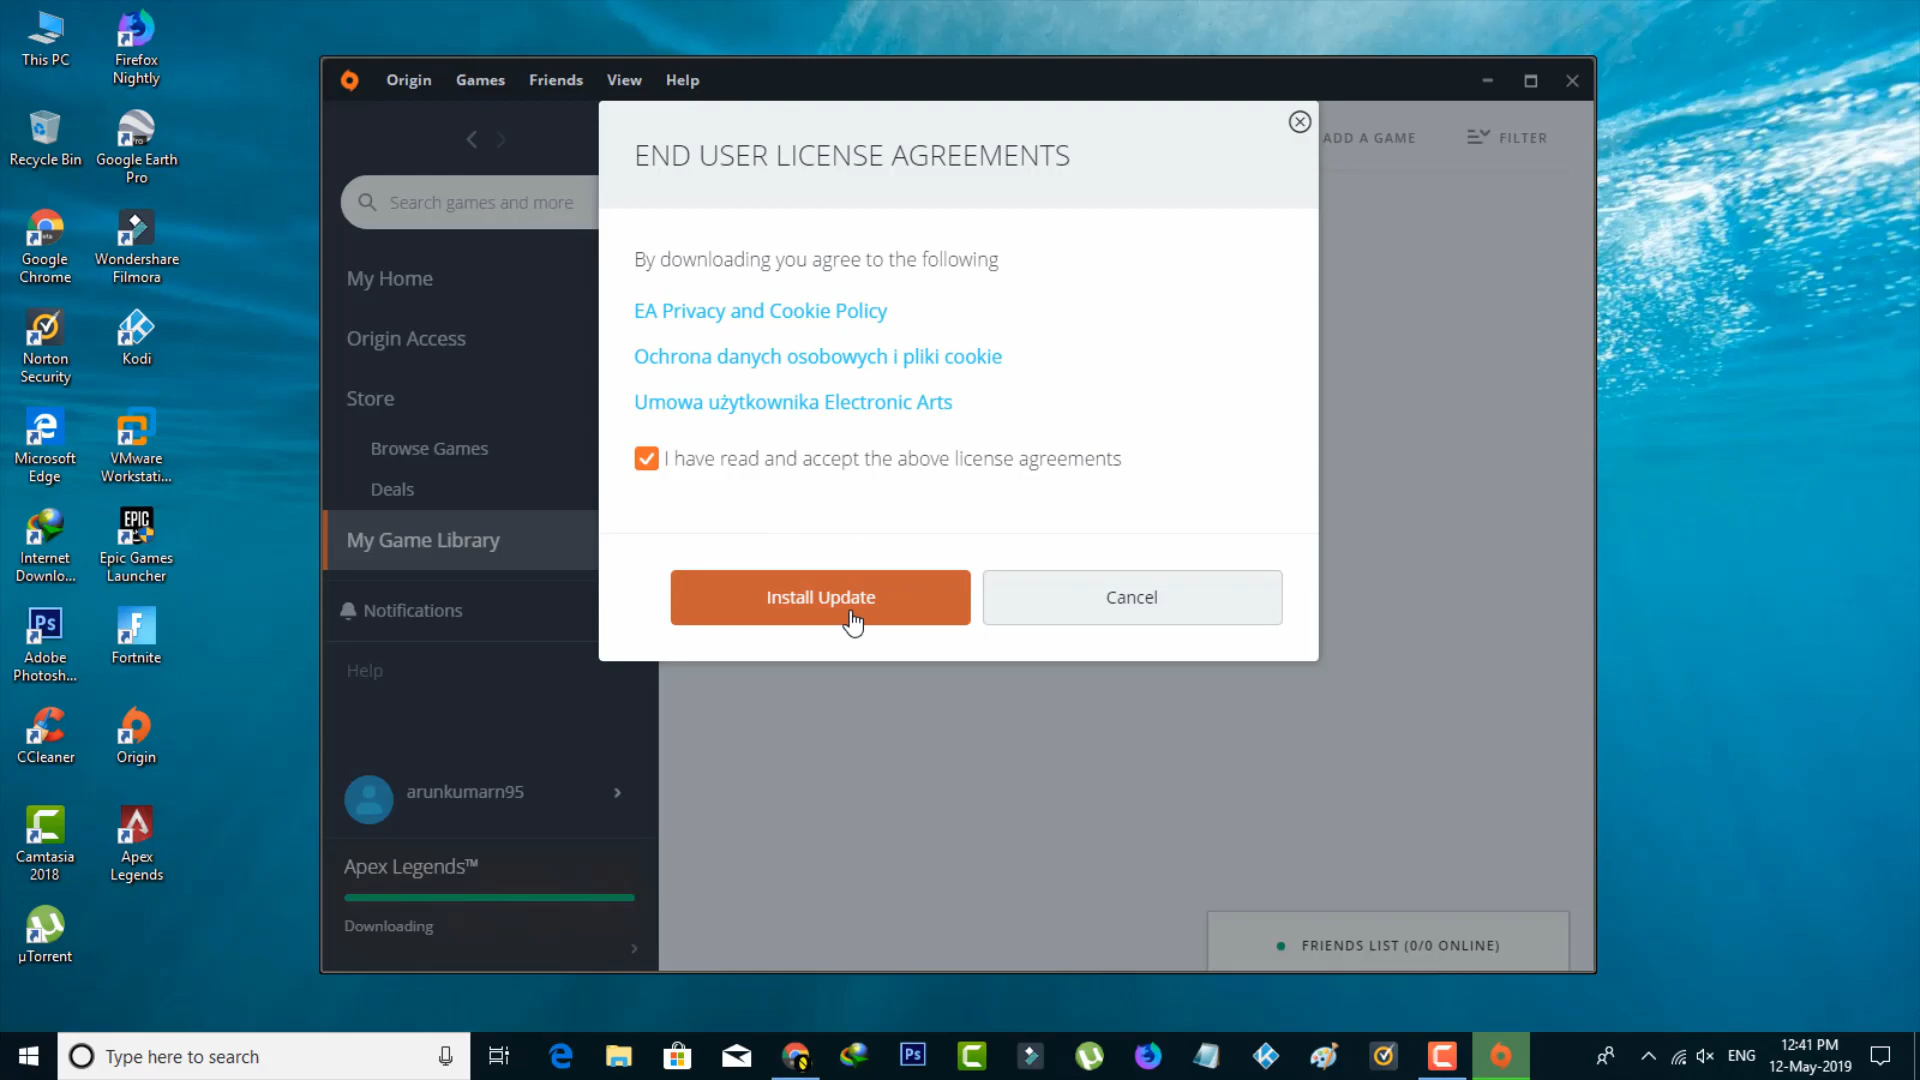 This PC
Firefox
Nightly
Recycle Bin
Google Earth
Pro
Google
Chrome
Wondershare
Filmora
Norton
Security
Kodi
Microsoft
Edge
VMware
Workstati...
Internet
Downlo...
EPIC
GAMES
Epic Games
Launcher
Ps
Adobe
Photosh...
F
Fortnite
CCleaner
Origin
Camtasia
2018
Apex
Legends
µTorrent
Origin
Games
Friends
View
Help
Search games and more
My Home
Origin Access
Store
Browse Games
Deals
My Game Library
Notifications
Help
arunkumarn95
Apex Legends™
Downloading
ADD A GAME
FILTER
END USER LICENSE AGREEMENTS
By downloading you agree to the following
EA Privacy and Cookie Policy
Ochrona danych osobowych i pliki cookie
Umowa użytkownika Electronic Arts
I have read and accept the above license agreements
Install Update
Cancel
FRIENDS LIST (0/0 ONLINE)
Type here to search
Ps
ENG
12:41 PM
12-May-2019